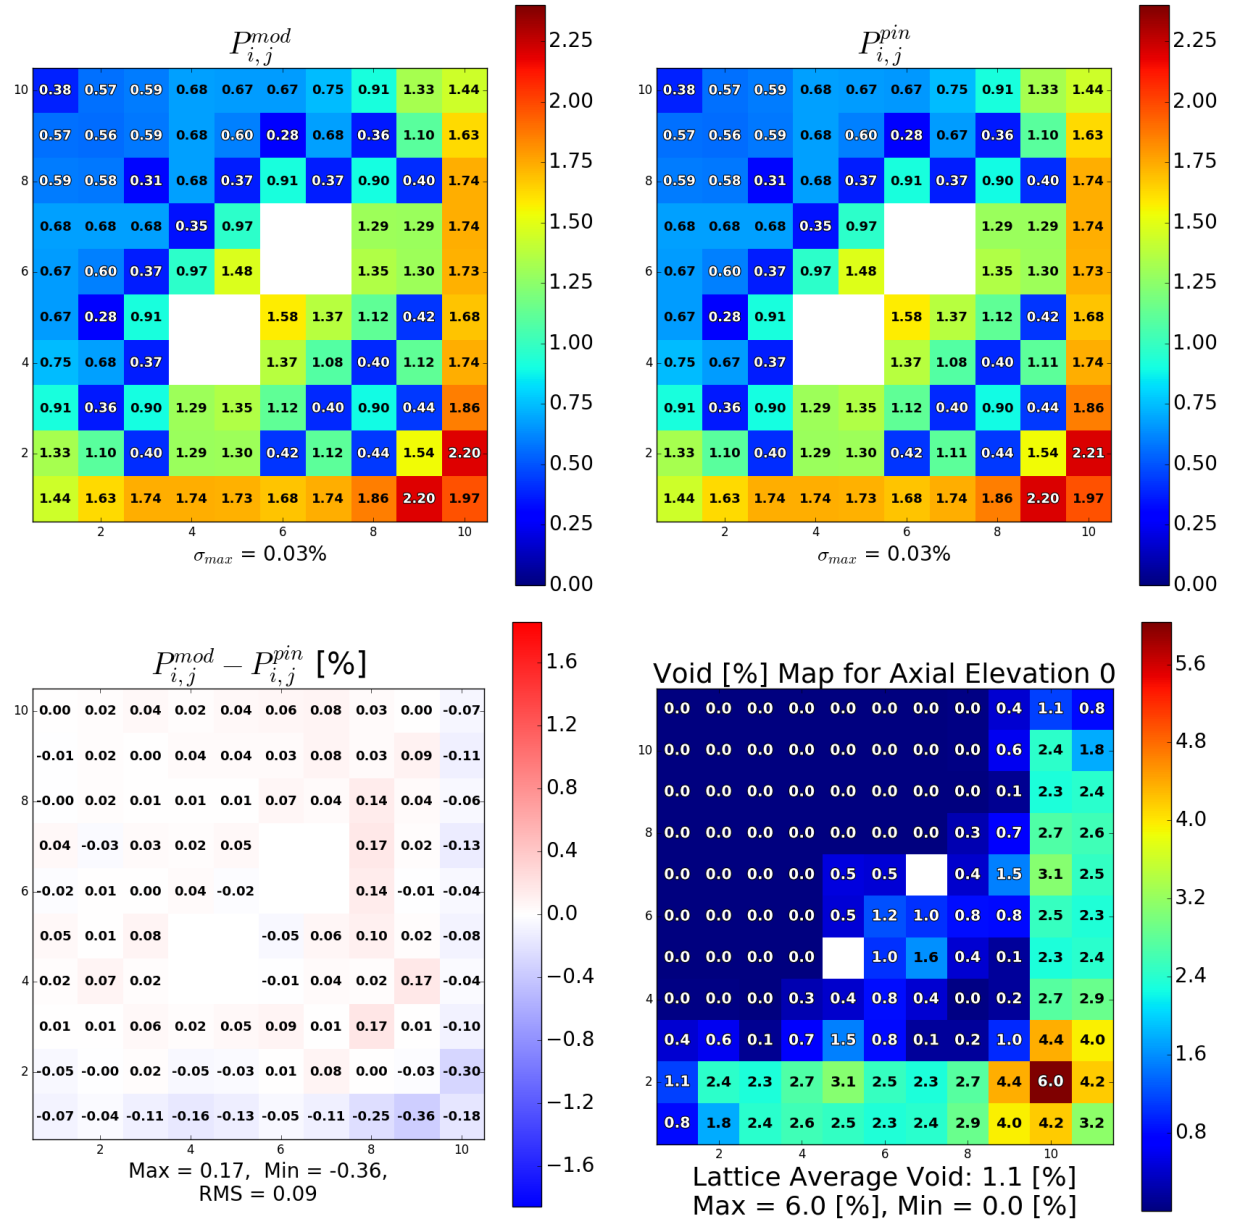 P_{i,j}^{mod}
10 0.38 0.57 0.59 0.68 0.67 0.67 0.75 0.91 1.33 1.44
0.57 0.56 0.59 0.68 0.60 0.28 0.68 0.36 1.10 1.63
8 0.59 0.58 0.31 0.68 0.37 0.91 0.37 0.90 0.40 1.74
0.68 0.68 0.68 0.35 0.97 1.29 1.29 1.74
6 0.67 0.60 0.37 0.97 1.48 1.35 1.30 1.73
0.67 0.28 0.91 1.58 1.37 1.12 0.42 1.68
4 0.75 0.68 0.37 1.37 1.08 0.40 1.12 1.74
0.91 0.36 0.90 1.29 1.35 1.12 0.40 0.90 0.44 1.86
2 1.33 1.10 0.40 1.29 1.30 0.42 1.12 0.44 1.54 2.20
1.44 1.63 1.74 1.74 1.73 1.68 1.74 1.86 2.20 1.97
2 4 6 8 10
σ_{max} = 0.03%
2.25
2.00
1.75
1.50
1.25
1.00
0.75
0.50
0.25
0.00
P_{i,j}^{pin}
10 0.38 0.57 0.59 0.68 0.67 0.67 0.75 0.91 1.33 1.44
0.57 0.56 0.59 0.68 0.60 0.28 0.67 0.36 1.10 1.63
8 0.59 0.58 0.31 0.68 0.37 0.91 0.37 0.90 0.40 1.74
0.68 0.68 0.68 0.35 0.97 1.29 1.29 1.74
6 0.67 0.60 0.37 0.97 1.48 1.35 1.30 1.73
0.67 0.28 0.91 1.58 1.37 1.12 0.42 1.68
4 0.75 0.67 0.37 1.37 1.08 0.40 1.11 1.74
0.91 0.36 0.90 1.29 1.35 1.12 0.40 0.90 0.44 1.86
2 1.33 1.10 0.40 1.29 1.30 0.42 1.11 0.44 1.54 2.21
1.44 1.63 1.74 1.74 1.73 1.68 1.74 1.86 2.20 1.97
2 4 6 8 10
σ_{max} = 0.03%
2.25
2.00
1.75
1.50
1.25
1.00
0.75
0.50
0.25
0.00
P_{i,j}^{mod} − P_{i,j}^{pin} [%]
10 0.00 0.02 0.04 0.02 0.04 0.06 0.08 0.03 0.00 -0.07
-0.01 0.02 0.00 0.04 0.04 0.03 0.08 0.03 0.09 -0.11
8 -0.00 0.02 0.01 0.01 0.01 0.07 0.04 0.14 0.04 -0.06
0.04 -0.03 0.03 0.02 0.05 0.17 0.02 -0.13
6 -0.02 0.01 0.00 0.04 -0.02 0.14 -0.01 -0.04
0.05 0.01 0.08 -0.05 0.06 0.10 0.02 -0.08
4 0.02 0.07 0.02 -0.01 0.04 0.02 0.17 -0.04
0.01 0.01 0.06 0.02 0.05 0.09 0.01 0.17 0.01 -0.10
2 -0.05 -0.00 0.02 -0.05 -0.03 0.01 0.08 0.00 -0.03 -0.30
-0.07 -0.04 -0.11 -0.16 -0.13 -0.05 -0.11 -0.25 -0.36 -0.18
2 4 6 8 10
Max = 0.17, Min = -0.36,
RMS = 0.09
1.6
1.2
0.8
0.4
0.0
−0.4
−0.8
−1.2
−1.6
Void [%] Map for Axial Elevation 0
0.0 0.0 0.0 0.0 0.0 0.0 0.0 0.0 0.4 1.1 0.8
10 0.0 0.0 0.0 0.0 0.0 0.0 0.0 0.0 0.6 2.4 1.8
0.0 0.0 0.0 0.0 0.0 0.0 0.0 0.0 0.1 2.3 2.4
8 0.0 0.0 0.0 0.0 0.0 0.0 0.0 0.3 0.7 2.7 2.6
0.0 0.0 0.0 0.0 0.5 0.5 0.4 1.5 3.1 2.5
6 0.0 0.0 0.0 0.0 0.5 1.2 1.0 0.8 0.8 2.5 2.3
0.0 0.0 0.0 0.0 1.0 1.6 0.4 0.1 2.3 2.4
4 0.0 0.0 0.0 0.3 0.4 0.8 0.4 0.0 0.2 2.7 2.9
0.4 0.6 0.1 0.7 1.5 0.8 0.1 0.2 1.0 4.4 4.0
2 1.1 2.4 2.3 2.7 3.1 2.5 2.3 2.7 4.4 6.0 4.2
0.8 1.8 2.4 2.6 2.5 2.3 2.4 2.9 4.0 4.2 3.2
2 4 6 8 10
Lattice Average Void: 1.1 [%]
Max = 6.0 [%], Min = 0.0 [%]
5.6
4.8
4.0
3.2
2.4
1.6
0.8